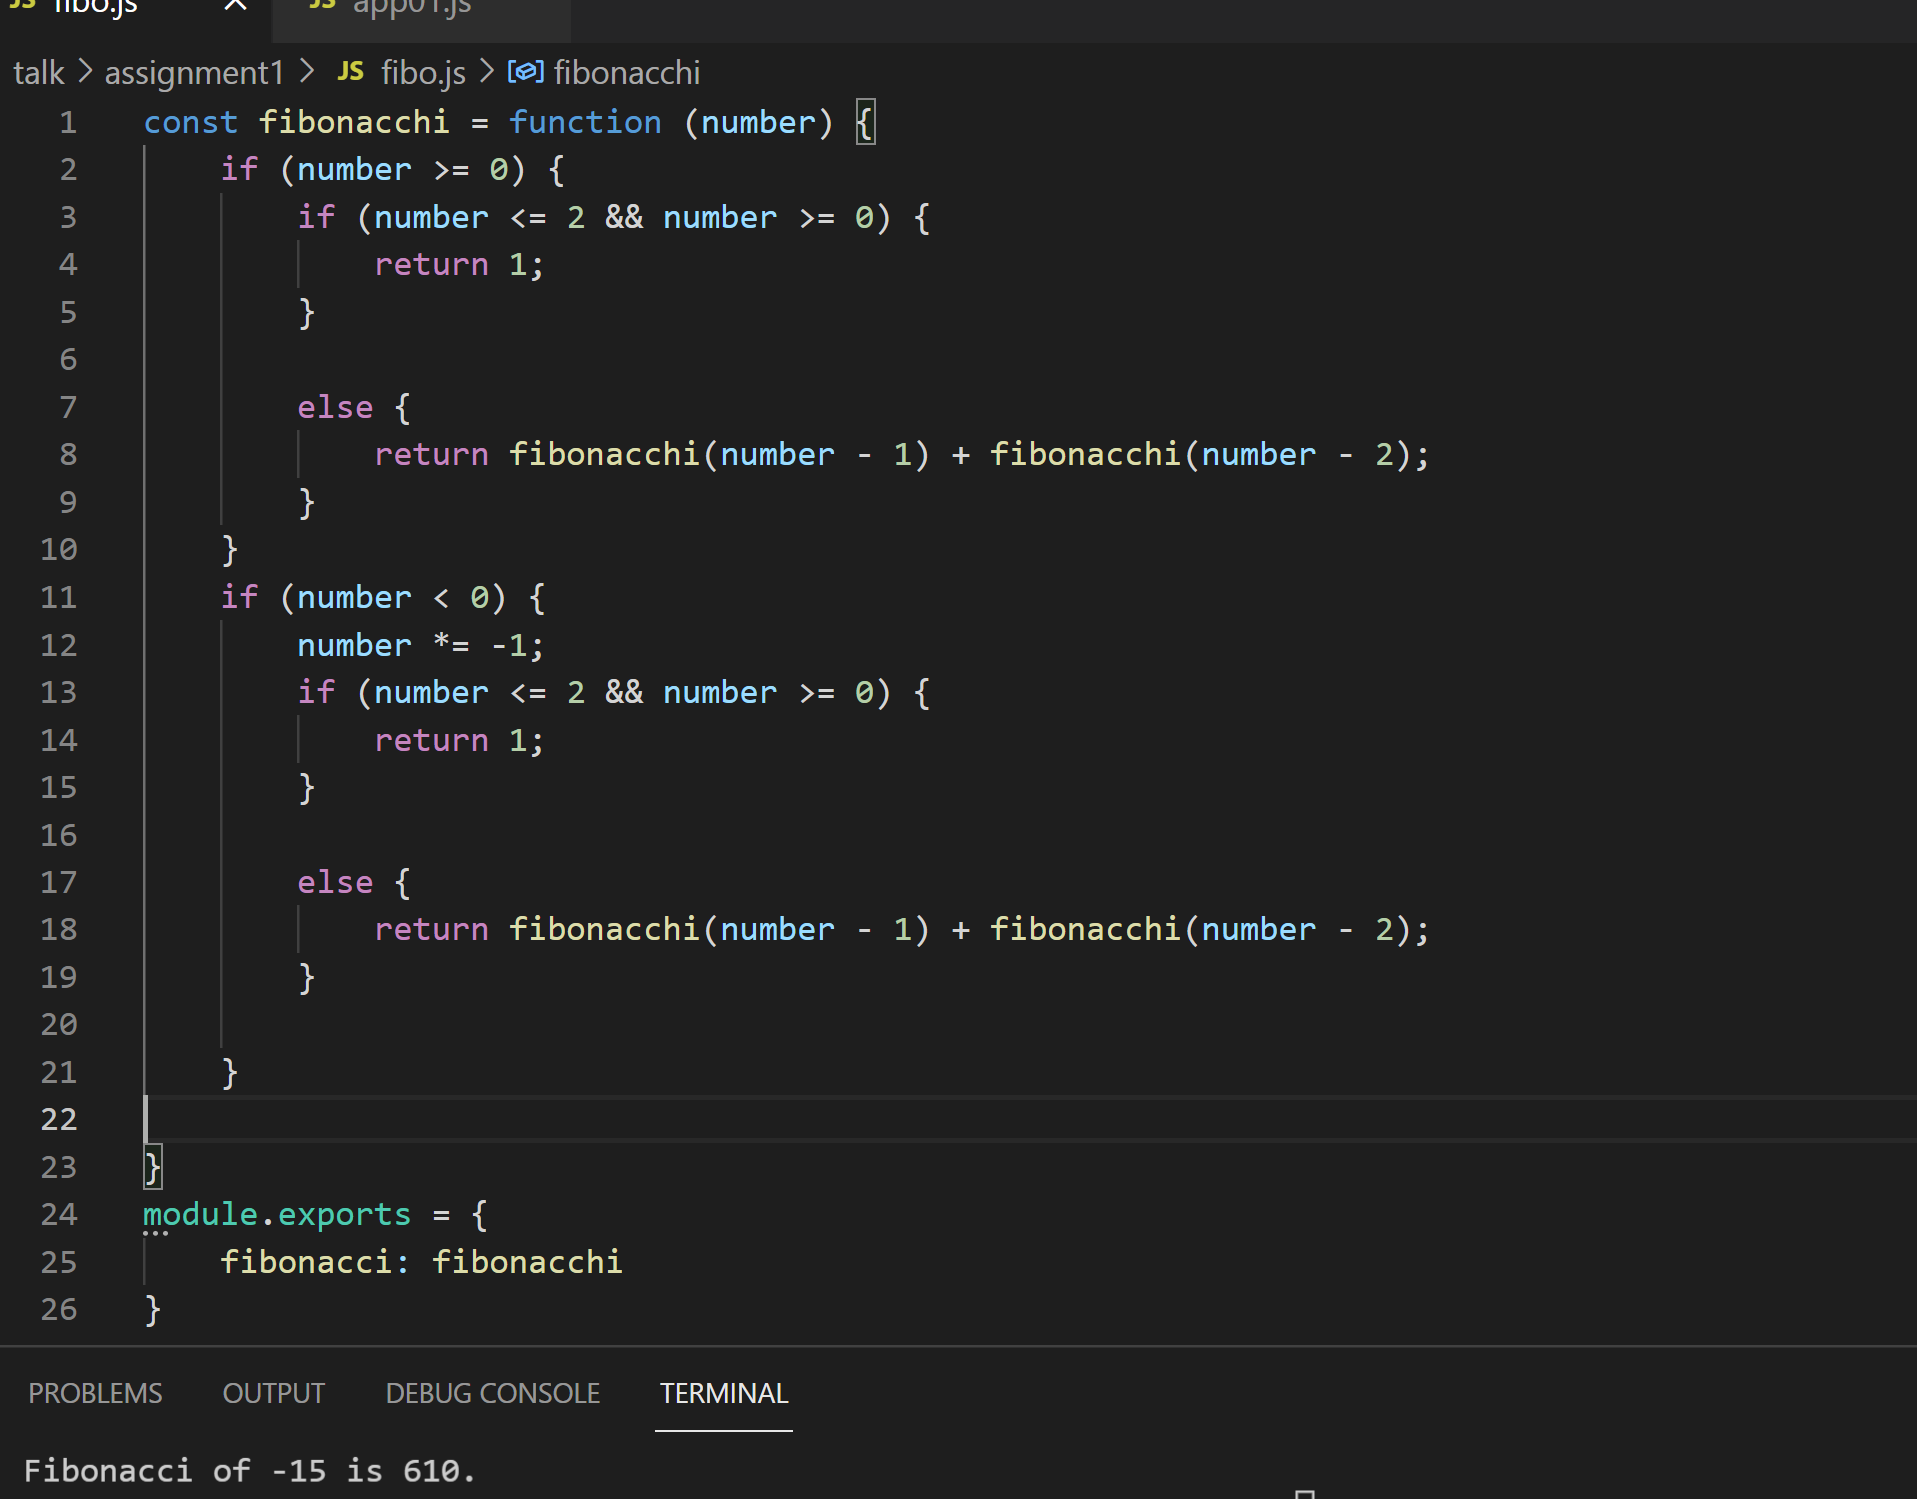 JS fibo.js × JS app01.js
talk > assignment1 > JS fibo.js > fibonacchi
1 const fibonacchi = function (number) {
2 if (number >= 0) {
3 if (number <= 2 && number >= 0) {
4 return 1;
5 }
6
7 else {
8 return fibonacchi(number - 1) + fibonacchi(number - 2);
9 }
10 }
11 if (number < 0) {
12 number *= -1;
13 if (number <= 2 && number >= 0) {
14 return 1;
15 }
16
17 else {
18 return fibonacchi(number - 1) + fibonacchi(number - 2);
19 }
20
21 }
22
23 }
24 module.exports = {
25 fibonacci: fibonacchi
26 }
PROBLEMS OUTPUT DEBUG CONSOLE TERMINAL
Fibonacci of -15 is 610.